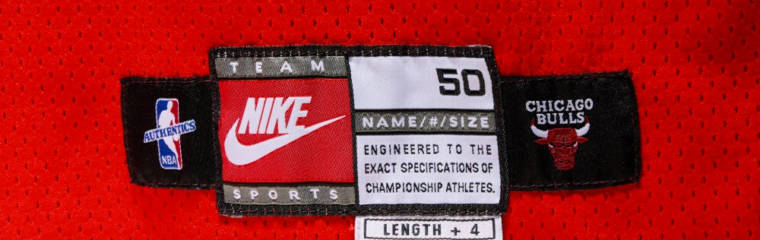 TEAM
NIKE
SPORTS
50
NAME/#/SIZE
ENGINEERED TO THE
EXACT SPECIFICATIONS OF
CHAMPIONSHIP ATHLETES.
LENGTH + 4
AUTHENTICS
NBA
CHICAGO
BULLS